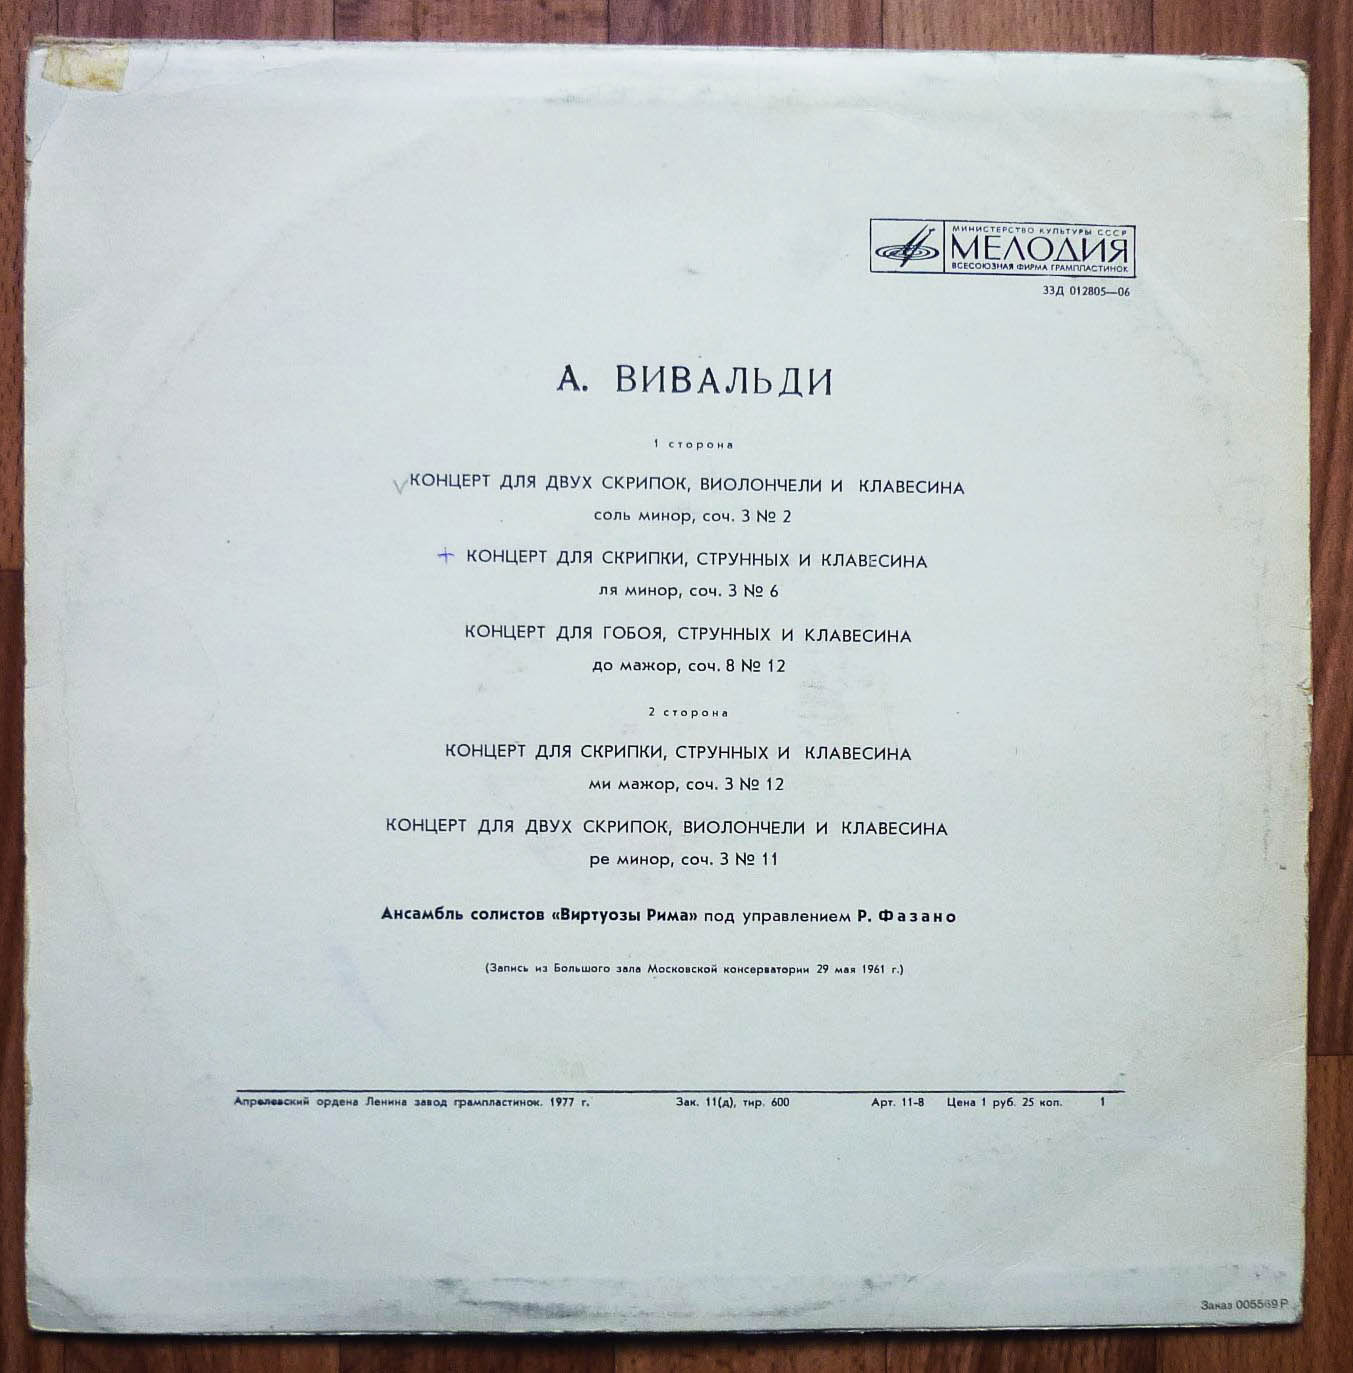 МИНИСТЕРСТВО КУЛЬТУРЫ СССР
МЕЛОДИЯ
ВСЕСОЮЗНАЯ ФИРМА ГРАМПЛАСТИНОК
33Д 012805—06
А. ВИВАЛЬДИ
1 сторона
КОНЦЕРТ ДЛЯ ДВУХ СКРИПОК, ВИОЛОНЧЕЛИ И КЛАВЕСИНА
соль минор, соч. 3 № 2
+ КОНЦЕРТ ДЛЯ СКРИПКИ, СТРУННЫХ И КЛАВЕСИНА
ля минор, соч. 3 № 6
КОНЦЕРТ ДЛЯ ГОБОЯ, СТРУННЫХ И КЛАВЕСИНА
до мажор, соч. 8 № 12
2 сторона
КОНЦЕРТ ДЛЯ СКРИПКИ, СТРУННЫХ И КЛАВЕСИНА
ми мажор, соч. 3 № 12
КОНЦЕРТ ДЛЯ ДВУХ СКРИПОК, ВИОЛОНЧЕЛИ И КЛАВЕСИНА
ре минор, соч. 3 № 11
Ансамбль солистов «Виртуозы Рима» под управлением Р. Фазано
(Запись из Большого зала Московской консерватории 29 мая 1961 г.)
Апрелевский ордена Ленина завод грампластинок. 1977 г. Зак. 11(д), тир. 600 Арт. 11-8 Цена 1 руб. 25 коп. 1
Заказ 005569 Р